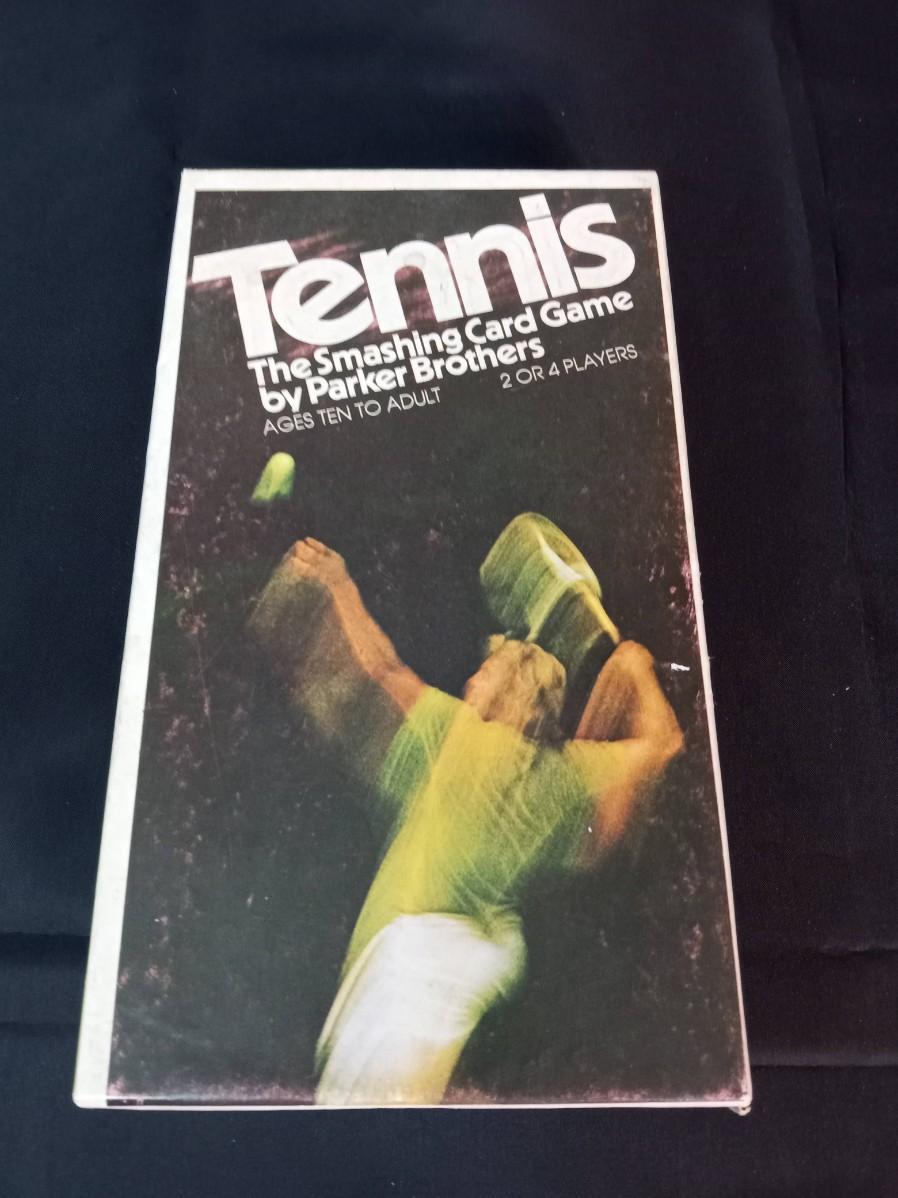 Tennis
The Smashing Card Game
by Parker Brothers
AGES TEN TO ADULT 2 OR 4 PLAYERS